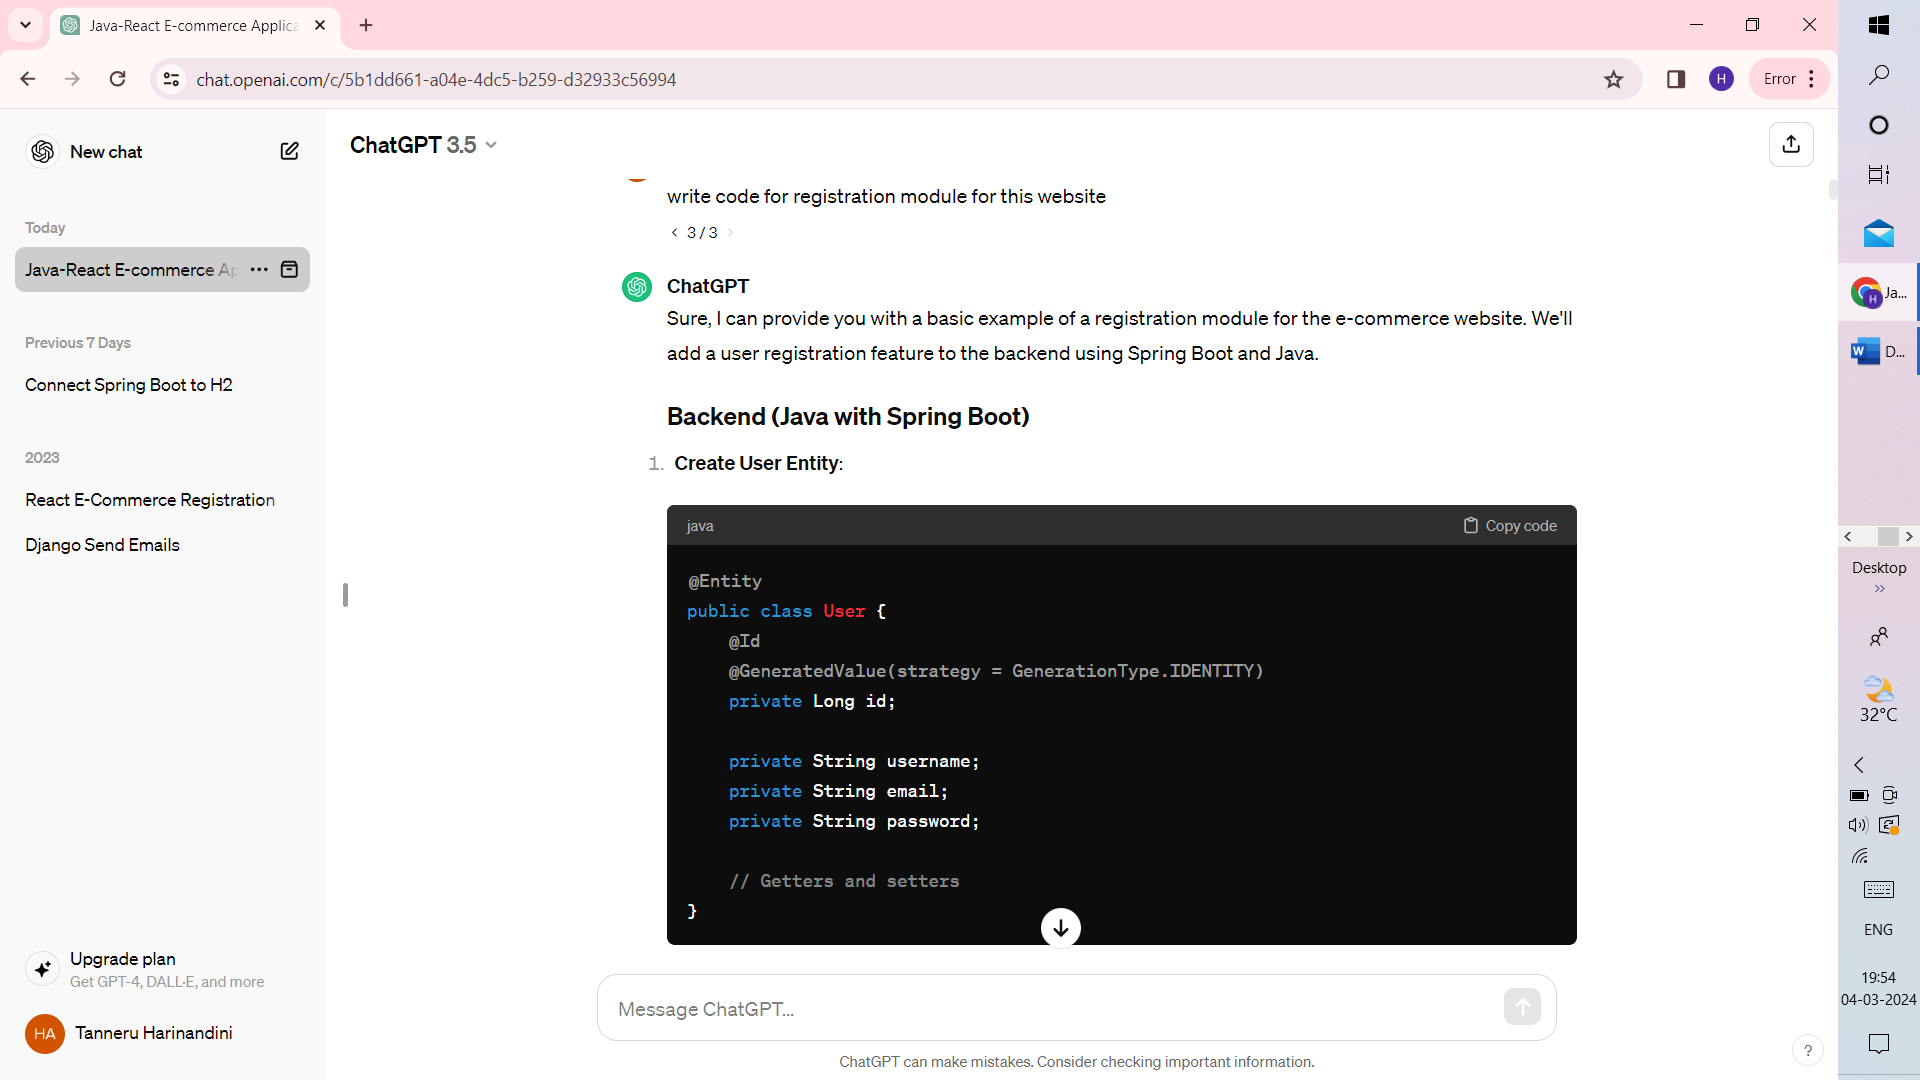 Java-React E-commerce Applica
chat.openai.com/c/5b1dd661-a04e-4dc5-b259-d32933c56994
H
Error
New chat
Today
Java-React E-commerce Ap
Previous 7 Days
Connect Spring Boot to H2
2023
React E-Commerce Registration
Django Send Emails
Upgrade plan
Get GPT-4, DALL·E, and more
HA
Tanneru Harinandini
ChatGPT 3.5
write code for registration module for this website
< 3 / 3 >
ChatGPT
Sure, I can provide you with a basic example of a registration module for the e-commerce website. We'll
add a user registration feature to the backend using Spring Boot and Java.
Backend (Java with Spring Boot)
1. Create User Entity:
java
Copy code
@Entity
public class User {
@Id
@GeneratedValue(strategy = GenerationType.IDENTITY)
private Long id;
private String username;
private String email;
private String password;
// Getters and setters
}
Message ChatGPT...
ChatGPT can make mistakes. Consider checking important information.
?
H
Ja...
W
D...
Desktop
32°C
ENG
19:54
04-03-2024